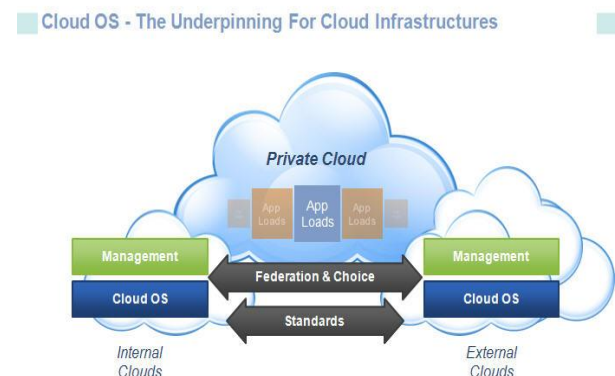 Cloud OS - The Underpinning For Cloud Infrastructures
Private Cloud
App
Loads
App
Loads
App
Loads
Management
Cloud OS
Federation & Choice
Standards
Management
Cloud OS
Internal
Clouds
External
Clouds